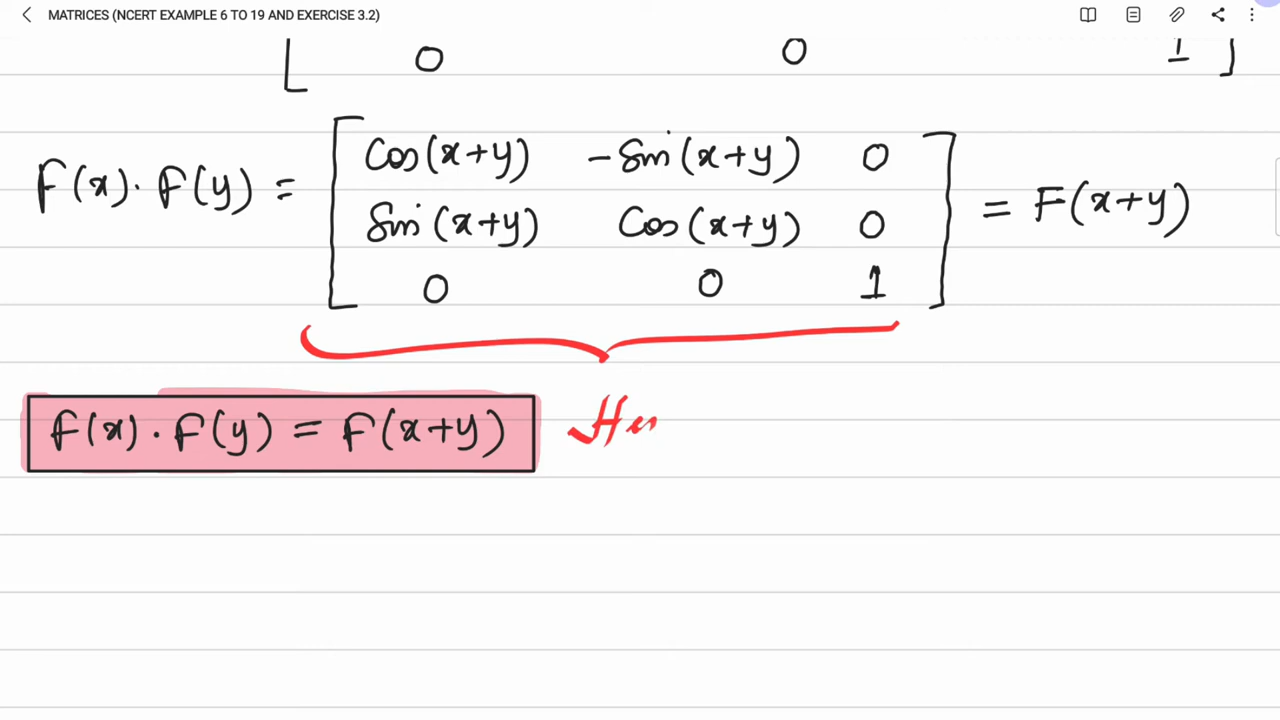 MATRICES (NCERT EXAMPLE 6 TO 19 AND EXERCISE 3.2)
0 0 1
F(x)·F(y) = [ Cos(x+y) -Sin(x+y) 0
Sin(x+y) Cos(x+y) 0
0 0 1 ] = F(x+y)
F(x)·F(y) = F(x+y) He